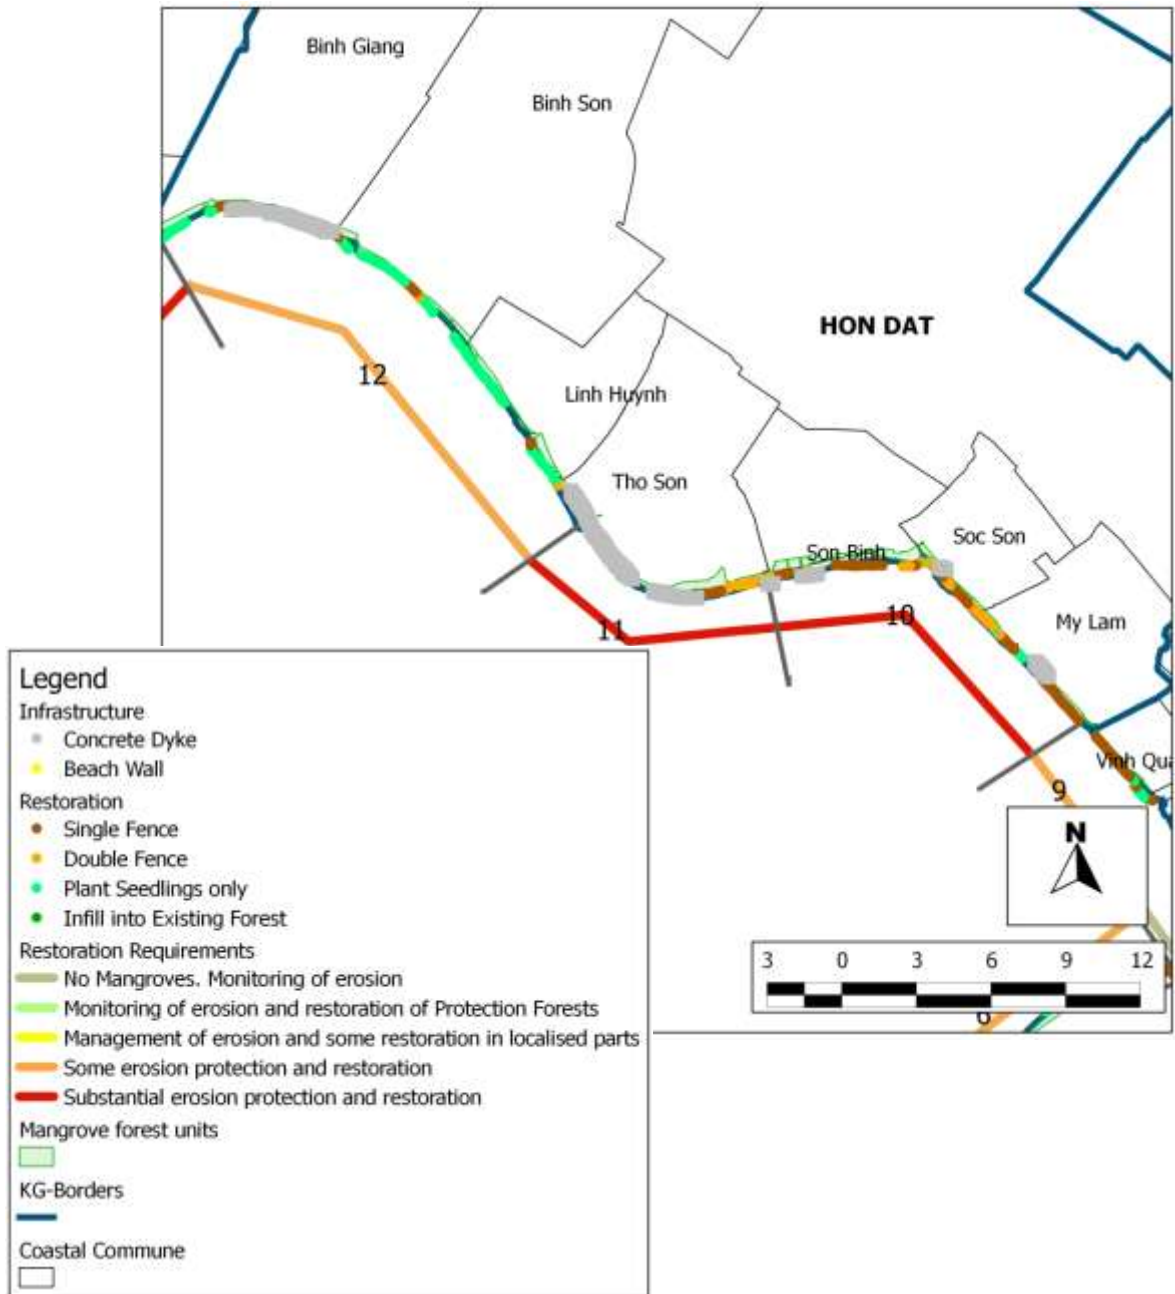 Binh Giang
Binh Son
HON DAT
12
Linh Huynh
Tho Son
Soc Son
Son Binh
10
My Lam
11
Vinh Qua
9
N
3 0 3 6 9 12
6
Legend
Infrastructure
Concrete Dyke
Beach Wall
Restoration
Single Fence
Double Fence
Plant Seedlings only
Infill into Existing Forest
Restoration Requirements
No Mangroves. Monitoring of erosion
Monitoring of erosion and restoration of Protection Forests
Management of erosion and some restoration in localised parts
Some erosion protection and restoration
Substantial erosion protection and restoration
Mangrove forest units
KG-Borders
Coastal Commune